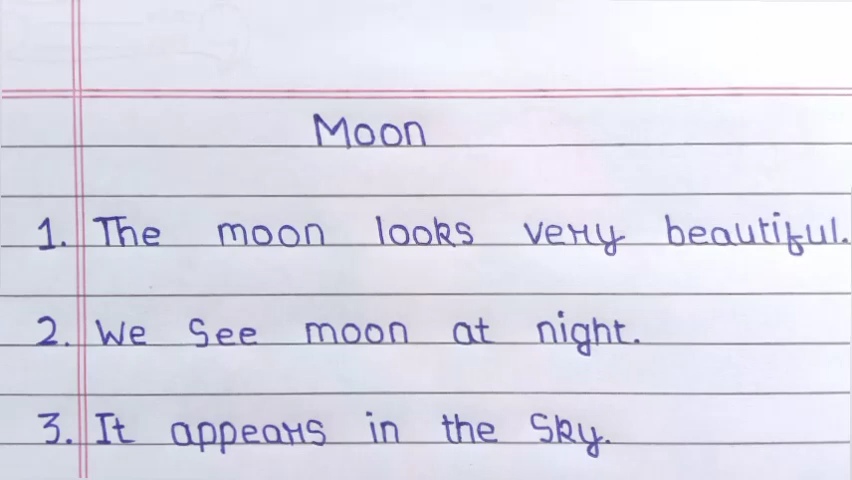 Moon
1. The moon looks very beautiful.
2. We see moon at night.
3. It appears in the sky.